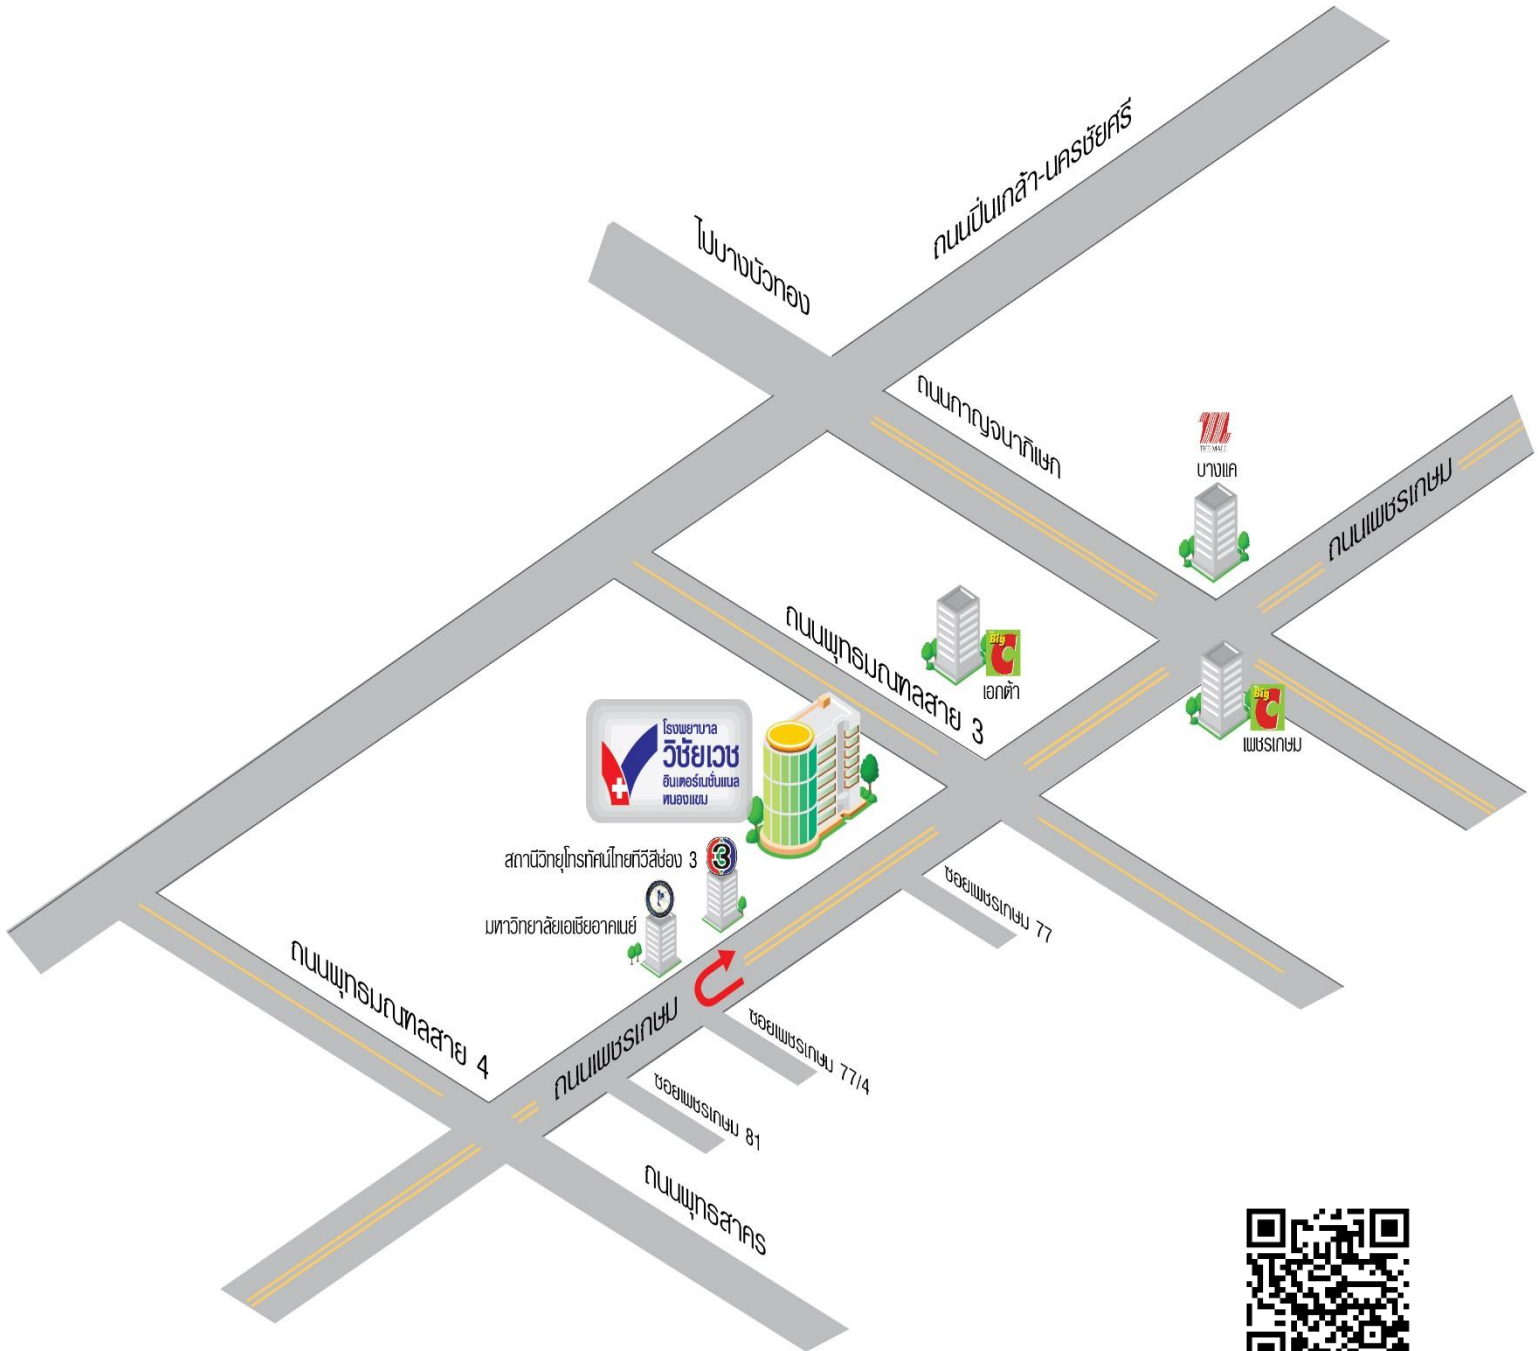 ถนนปิ่นเกล้า-นครชัยศรี
ไปบางบัวทอง
ถนนกาญจนาภิเษก
THE MALL
บางแค
ถนนเพชรเกษม
ถนนพุทธมณฑลสาย 3
Big C
เอกต้า
Big C
เพชรเกษม
โรงพยาบาล
วิชัยเวช
อินเตอร์เนชั่นแนล
หนองแขม
สถานีวิทยุโทรทัศน์ไทยทีวีสีช่อง 3
3
มหาวิทยาลัยเอเชียอาคเนย์
ซอยเพชรเกษม 77
ถนนพุทธมณฑลสาย 4
ถนนเพชรเกษม
ซอยเพชรเกษม 77/4
ซอยเพชรเกษม 81
ถนนพุทธสาคร